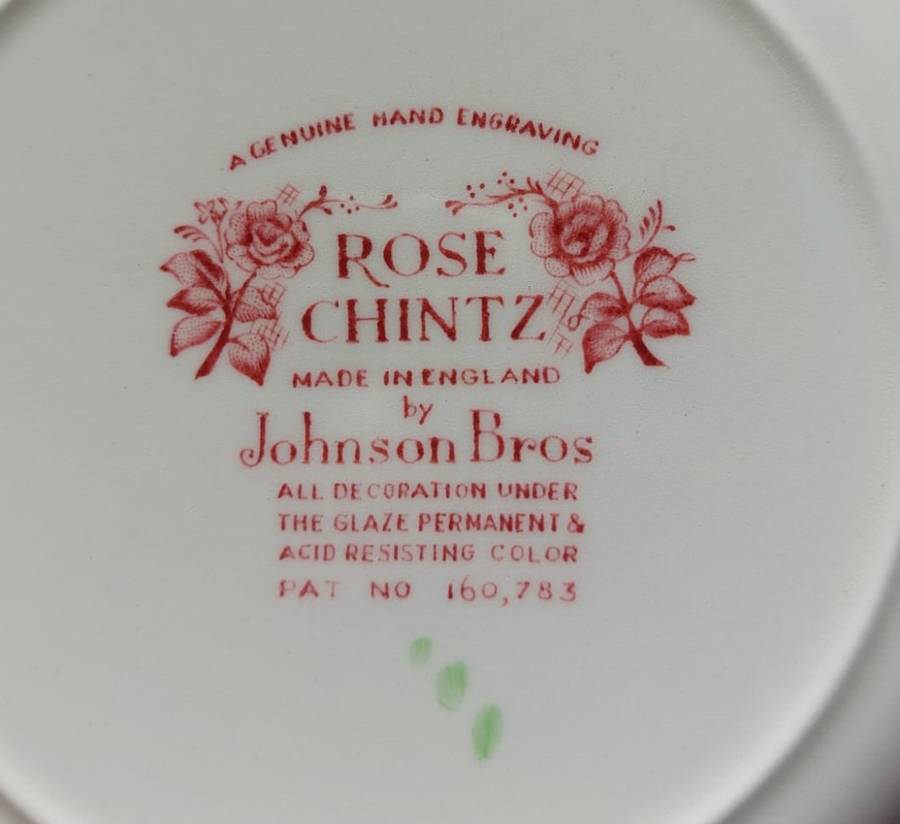 A GENUINE HAND ENGRAVING
ROSE
CHINTZ
MADE IN ENGLAND
by
Johnson Bros
ALL DECORATION UNDER
THE GLAZE PERMANENT &
ACID RESISTING COLOR
PAT NO 160,783